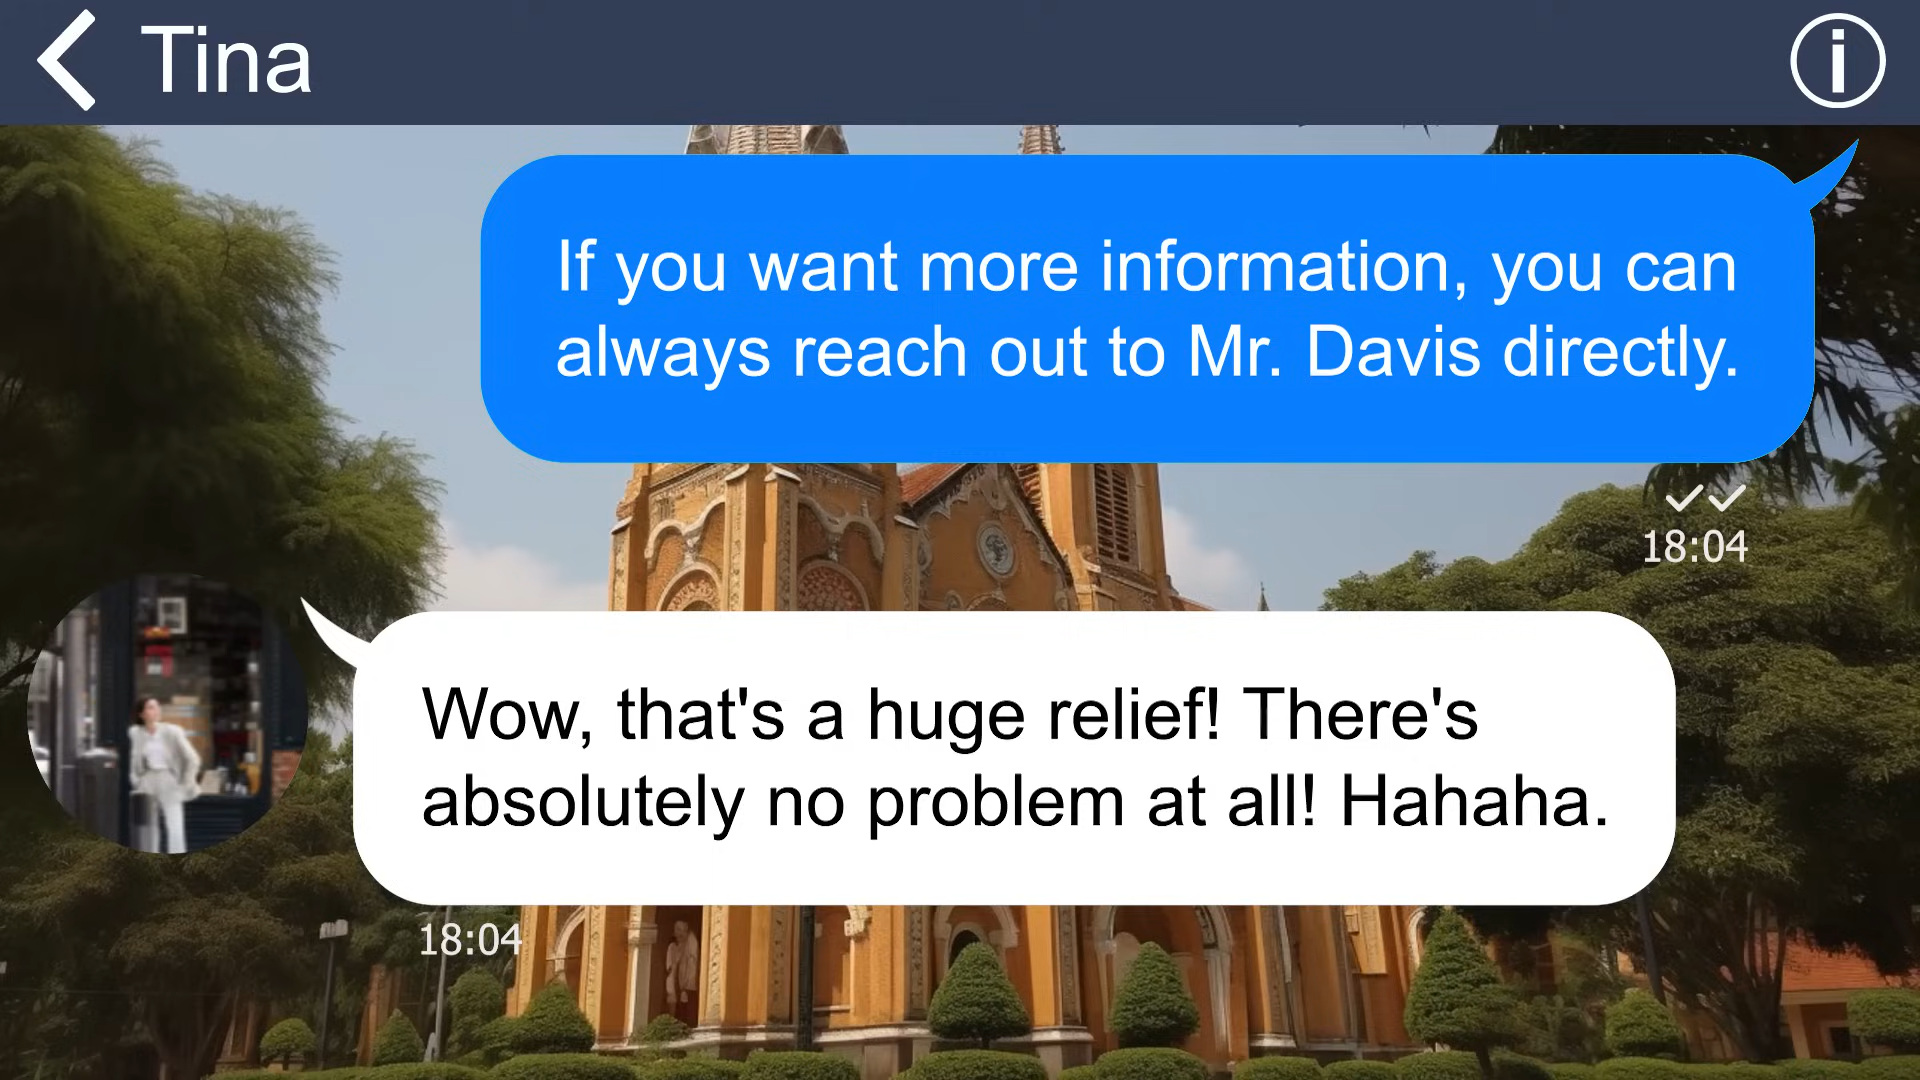 Tina
If you want more information, you can
always reach out to Mr. Davis directly.
18:04
Wow, that's a huge relief! There's
absolutely no problem at all! Hahaha.
18:04